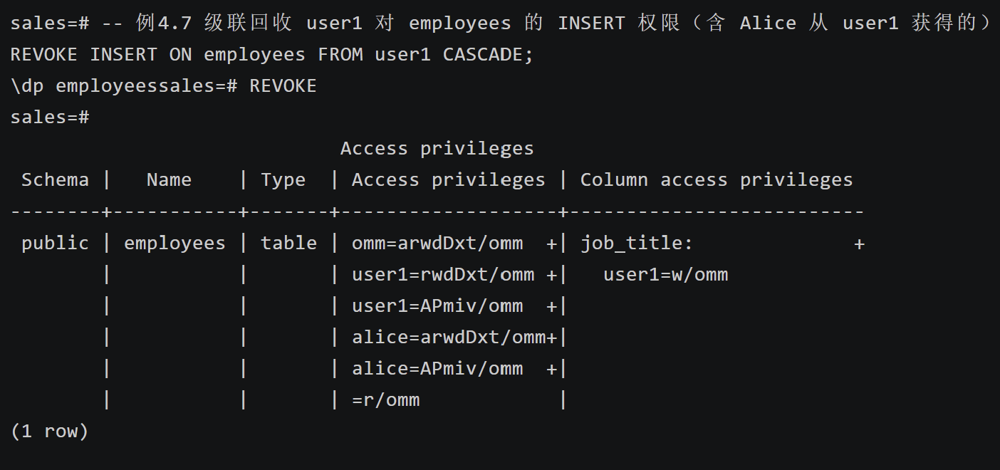 sales=# -- 例4.7 级联回收 user1 对 employees 的 INSERT 权限（含 Alice 从 user1 获得的）
REVOKE INSERT ON employees FROM user1 CASCADE;
\dp employeessales=# REVOKE
sales=#
                             Access privileges
 Schema |   Name    | Type  | Access privileges | Column access privileges
--------+-----------+-------+-------------------+--------------------------
 public | employees | table | omm=arwdDxt/omm  +| job_title:              +
        |           |       | user1=rwdDxt/omm +|   user1=w/omm
        |           |       | user1=APmiv/omm  +|
        |           |       | alice=arwdDxt/omm+|
        |           |       | alice=APmiv/omm  +|
        |           |       | =r/omm            |
(1 row)